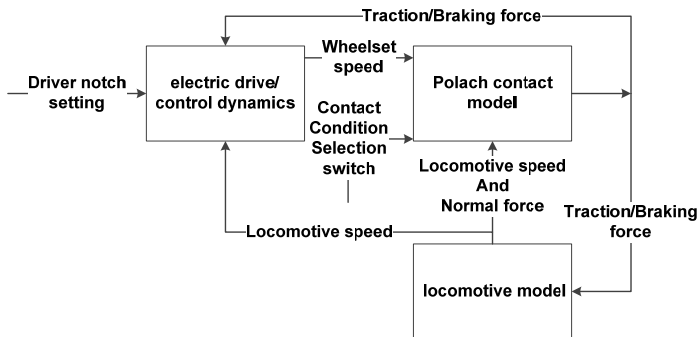 Traction/Braking force
Driver notch
setting
electric drive/
control dynamics
Wheelset
speed
Polach contact
model
Contact
Condition
Selection
switch
Locomotive speed
And
Normal force
Traction/Braking
force
Locomotive speed
locomotive model